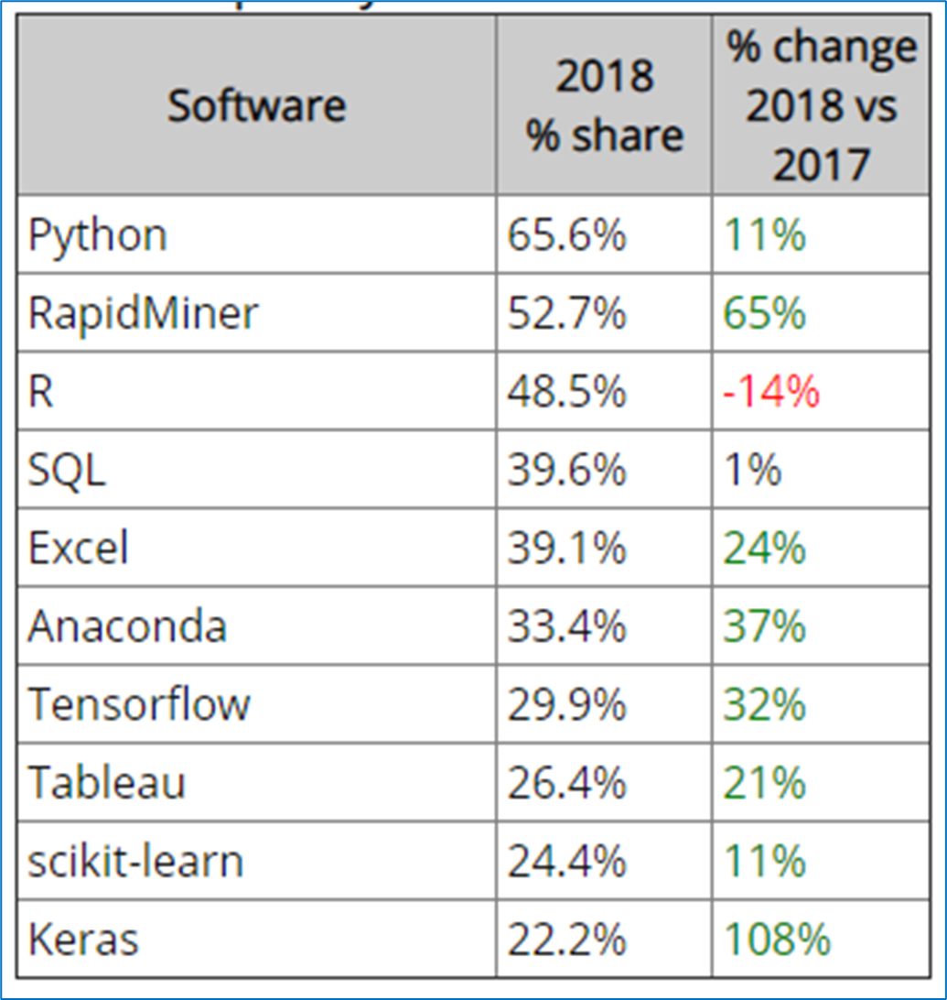 Software 2018 % share % change 2018 vs 2017
Python 65.6% 11%
RapidMiner 52.7% 65%
R 48.5% -14%
SQL 39.6% 1%
Excel 39.1% 24%
Anaconda 33.4% 37%
Tensorflow 29.9% 32%
Tableau 26.4% 21%
scikit-learn 24.4% 11%
Keras 22.2% 108%